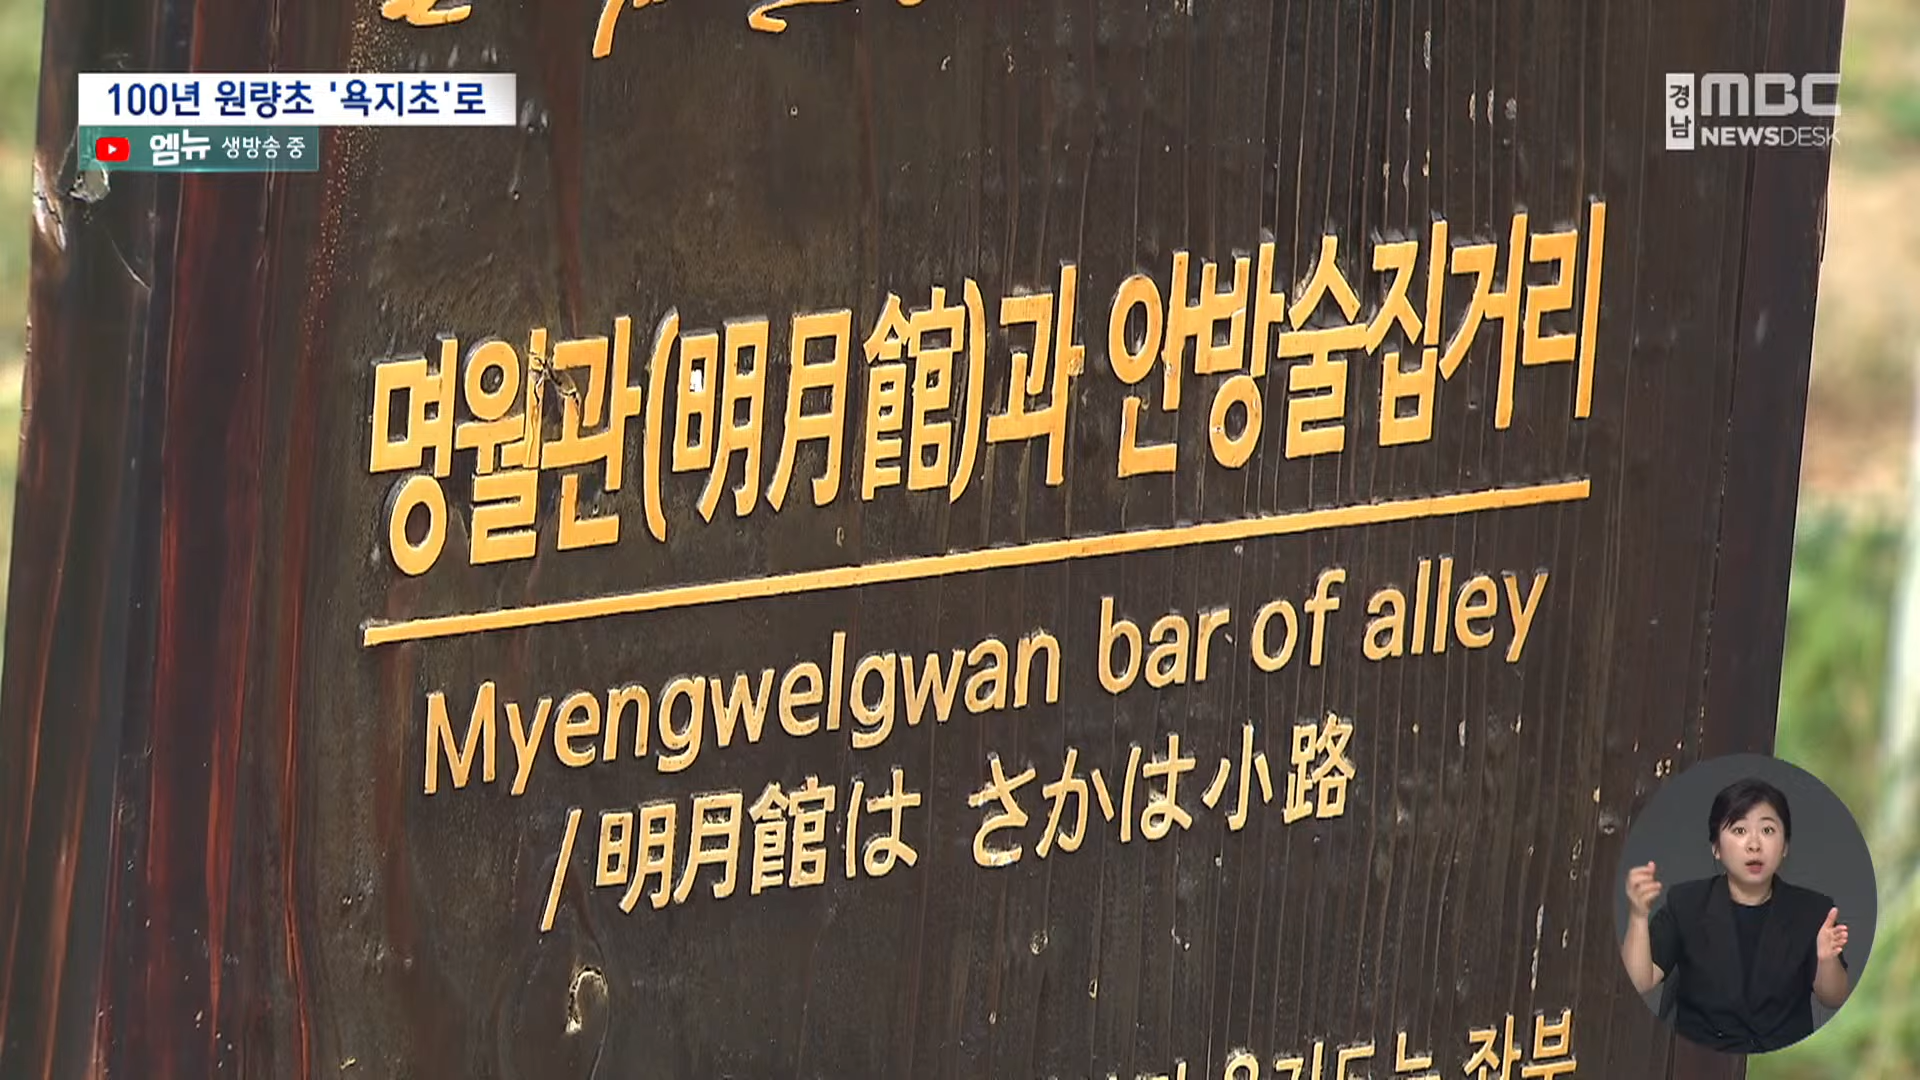 100년 원량초 '욕지초'로
엠뉴 생방송 중
경남 MBC
NEWSDESK
명월관(明月館)과 안방술집거리
Myengwelgwan bar of alley
/明月館は さかは小路
좌부